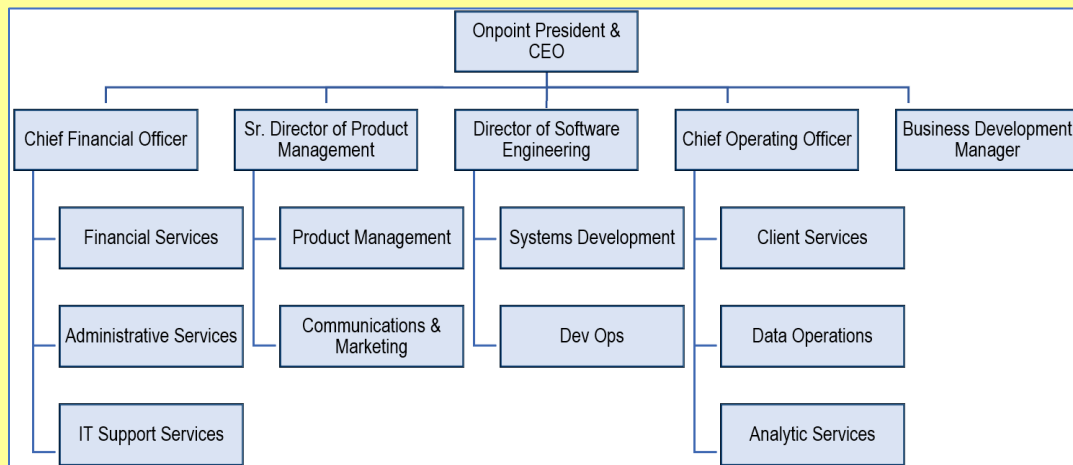 Onpoint President &
CEO
Chief Financial Officer
Sr. Director of Product
Management
Director of Software
Engineering
Chief Operating Officer
Business Development
Manager
Financial Services
Product Management
Systems Development
Client Services
Administrative Services
Communications &
Marketing
Dev Ops
Data Operations
IT Support Services
Analytic Services